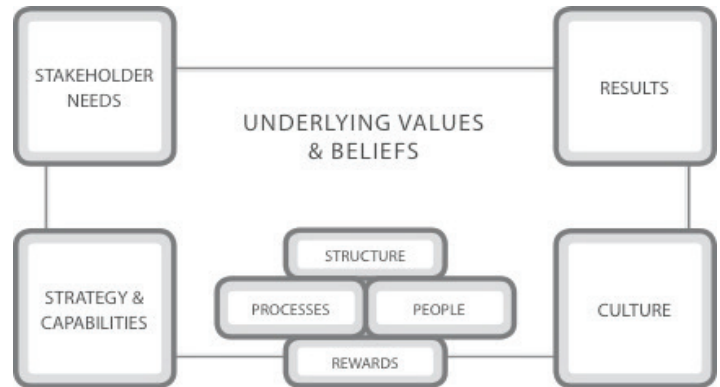 STAKEHOLDER
NEEDS
RESULTS
UNDERLYING VALUES
& BELIEFS
STRUCTURE
STRATEGY &
CAPABILITIES
PROCESSES
PEOPLE
CULTURE
REWARDS